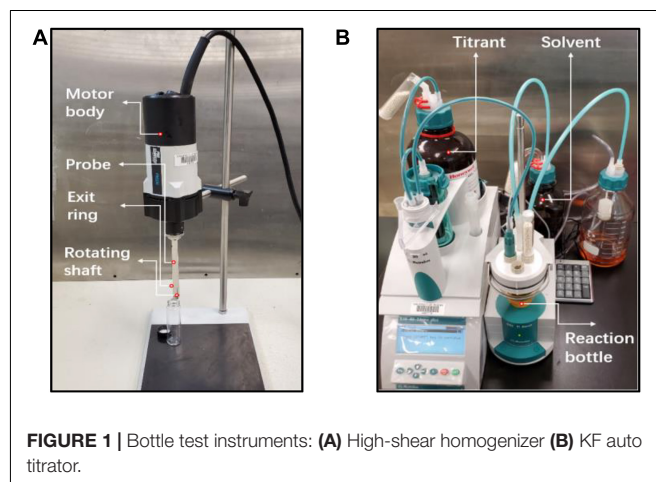 A
Motor
body
Probe
Exit
ring
Rotating
shaft
B
Titrant
Solvent
Reaction
bottle
FIGURE 1 | Bottle test instruments: (A) High-shear homogenizer (B) KF auto
titrator.